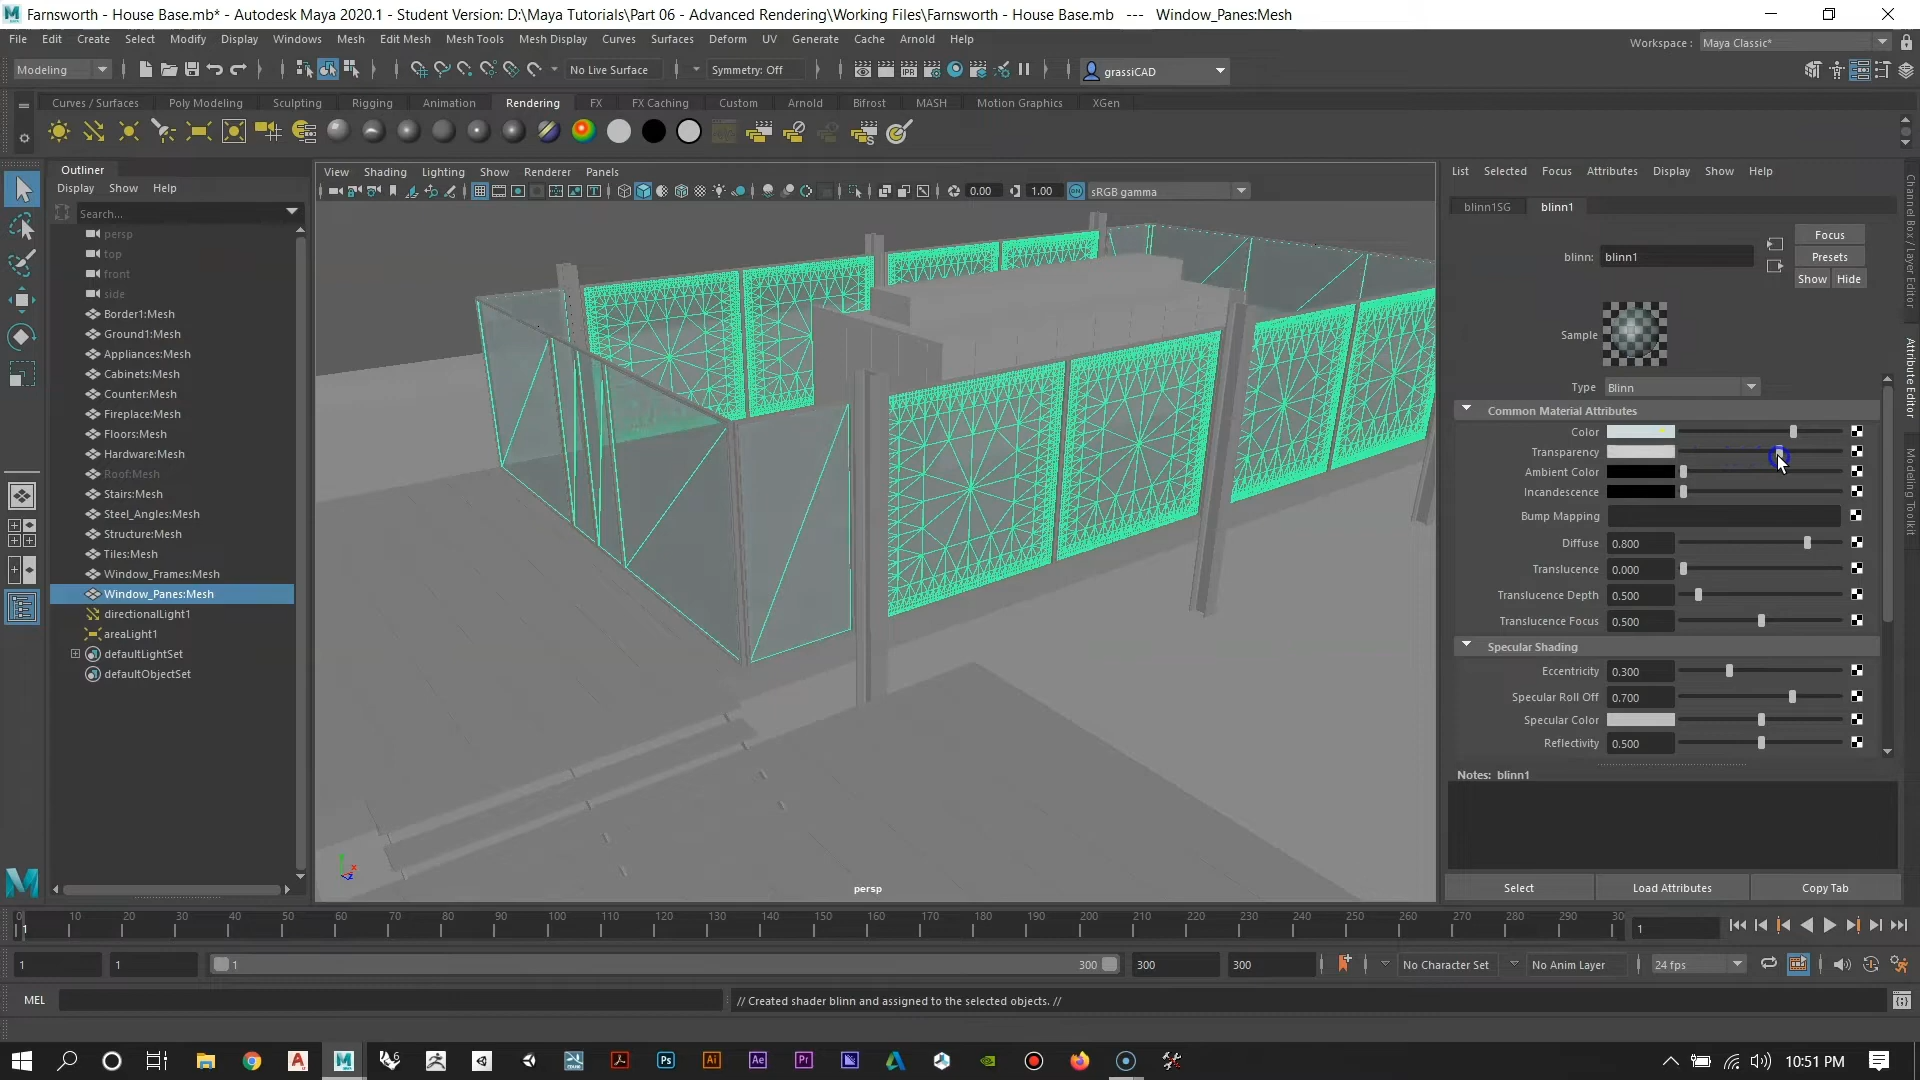 Farnsworth - House Base.mb* - Autodesk Maya 2020.1 - Student Version: D:\Maya Tutorials\Part 06 - Advanced Rendering\Working Files\Farnsworth - House Base.mb   ---   Window_Panes:Mesh
File Edit Create Select Modify Display Windows Mesh Edit Mesh Mesh Tools Mesh Display Curves Surfaces Deform UV Generate Cache Arnold Help
Workspace : Maya Classic*
Modeling No Live Surface Symmetry: Off grassiCAD
Curves / Surfaces Poly Modeling Sculpting Rigging Animation Rendering FX FX Caching Custom Arnold Bifrost MASH Motion Graphics XGen
IPR
Outliner
Display Show Help
Search...
persp
top
front
side
Border1:Mesh
Ground1:Mesh
Appliances:Mesh
Cabinets:Mesh
Counter:Mesh
Fireplace:Mesh
Floors:Mesh
Hardware:Mesh
Roof:Mesh
Stairs:Mesh
Steel_Angles:Mesh
Structure:Mesh
Tiles:Mesh
Window_Frames:Mesh
Window_Panes:Mesh
directionalLight1
areaLight1
defaultLightSet
defaultObjectSet
View Shading Lighting Show Renderer Panels
0.00 1.00 ON sRGB gamma
persp
List Selected Focus Attributes Display Show Help
blinn1SG blinn1
blinn: blinn1
Focus
Presets
Show Hide
Sample
Type Blinn
Common Material Attributes
Color
Transparency
Ambient Color
Incandescence
Bump Mapping
Diffuse 0.800
Translucence 0.000
Translucence Depth 0.500
Translucence Focus 0.500
Specular Shading
Eccentricity 0.300
Specular Roll Off 0.700
Specular Color
Reflectivity 0.500
Notes: blinn1
Select Load Attributes Copy Tab
Channel Box / Layer Editor
Attribute Editor
Modeling Toolkit
0 10 20 30 40 50 60 70 80 90 100 110 120 130 140 150 160 170 180 190 200 210 220 230 240 250 260 270 280 290 30
1 1
1 1 1 300 300 300 No Character Set No Anim Layer 24 fps
MEL // Created shader blinn and assigned to the selected objects. //
10:51 PM